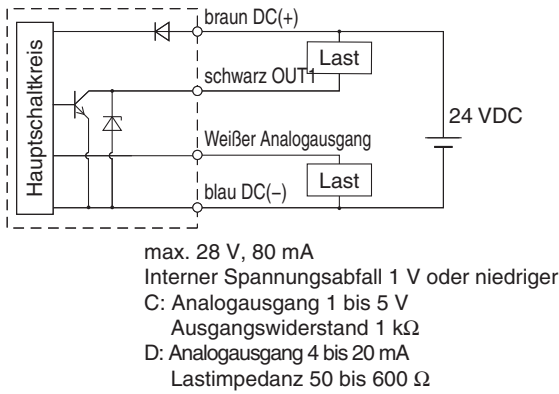 braun DC(+)
Last
schwarz OUT1
Hauptschaltkreis
24 VDC
Weißer Analogausgang
Last
blau DC(−)
max. 28 V, 80 mA
Interner Spannungsabfall 1 V oder niedriger
C: Analogausgang 1 bis 5 V
Ausgangswiderstand 1 kΩ
D: Analogausgang 4 bis 20 mA
Lastimpedanz 50 bis 600 Ω